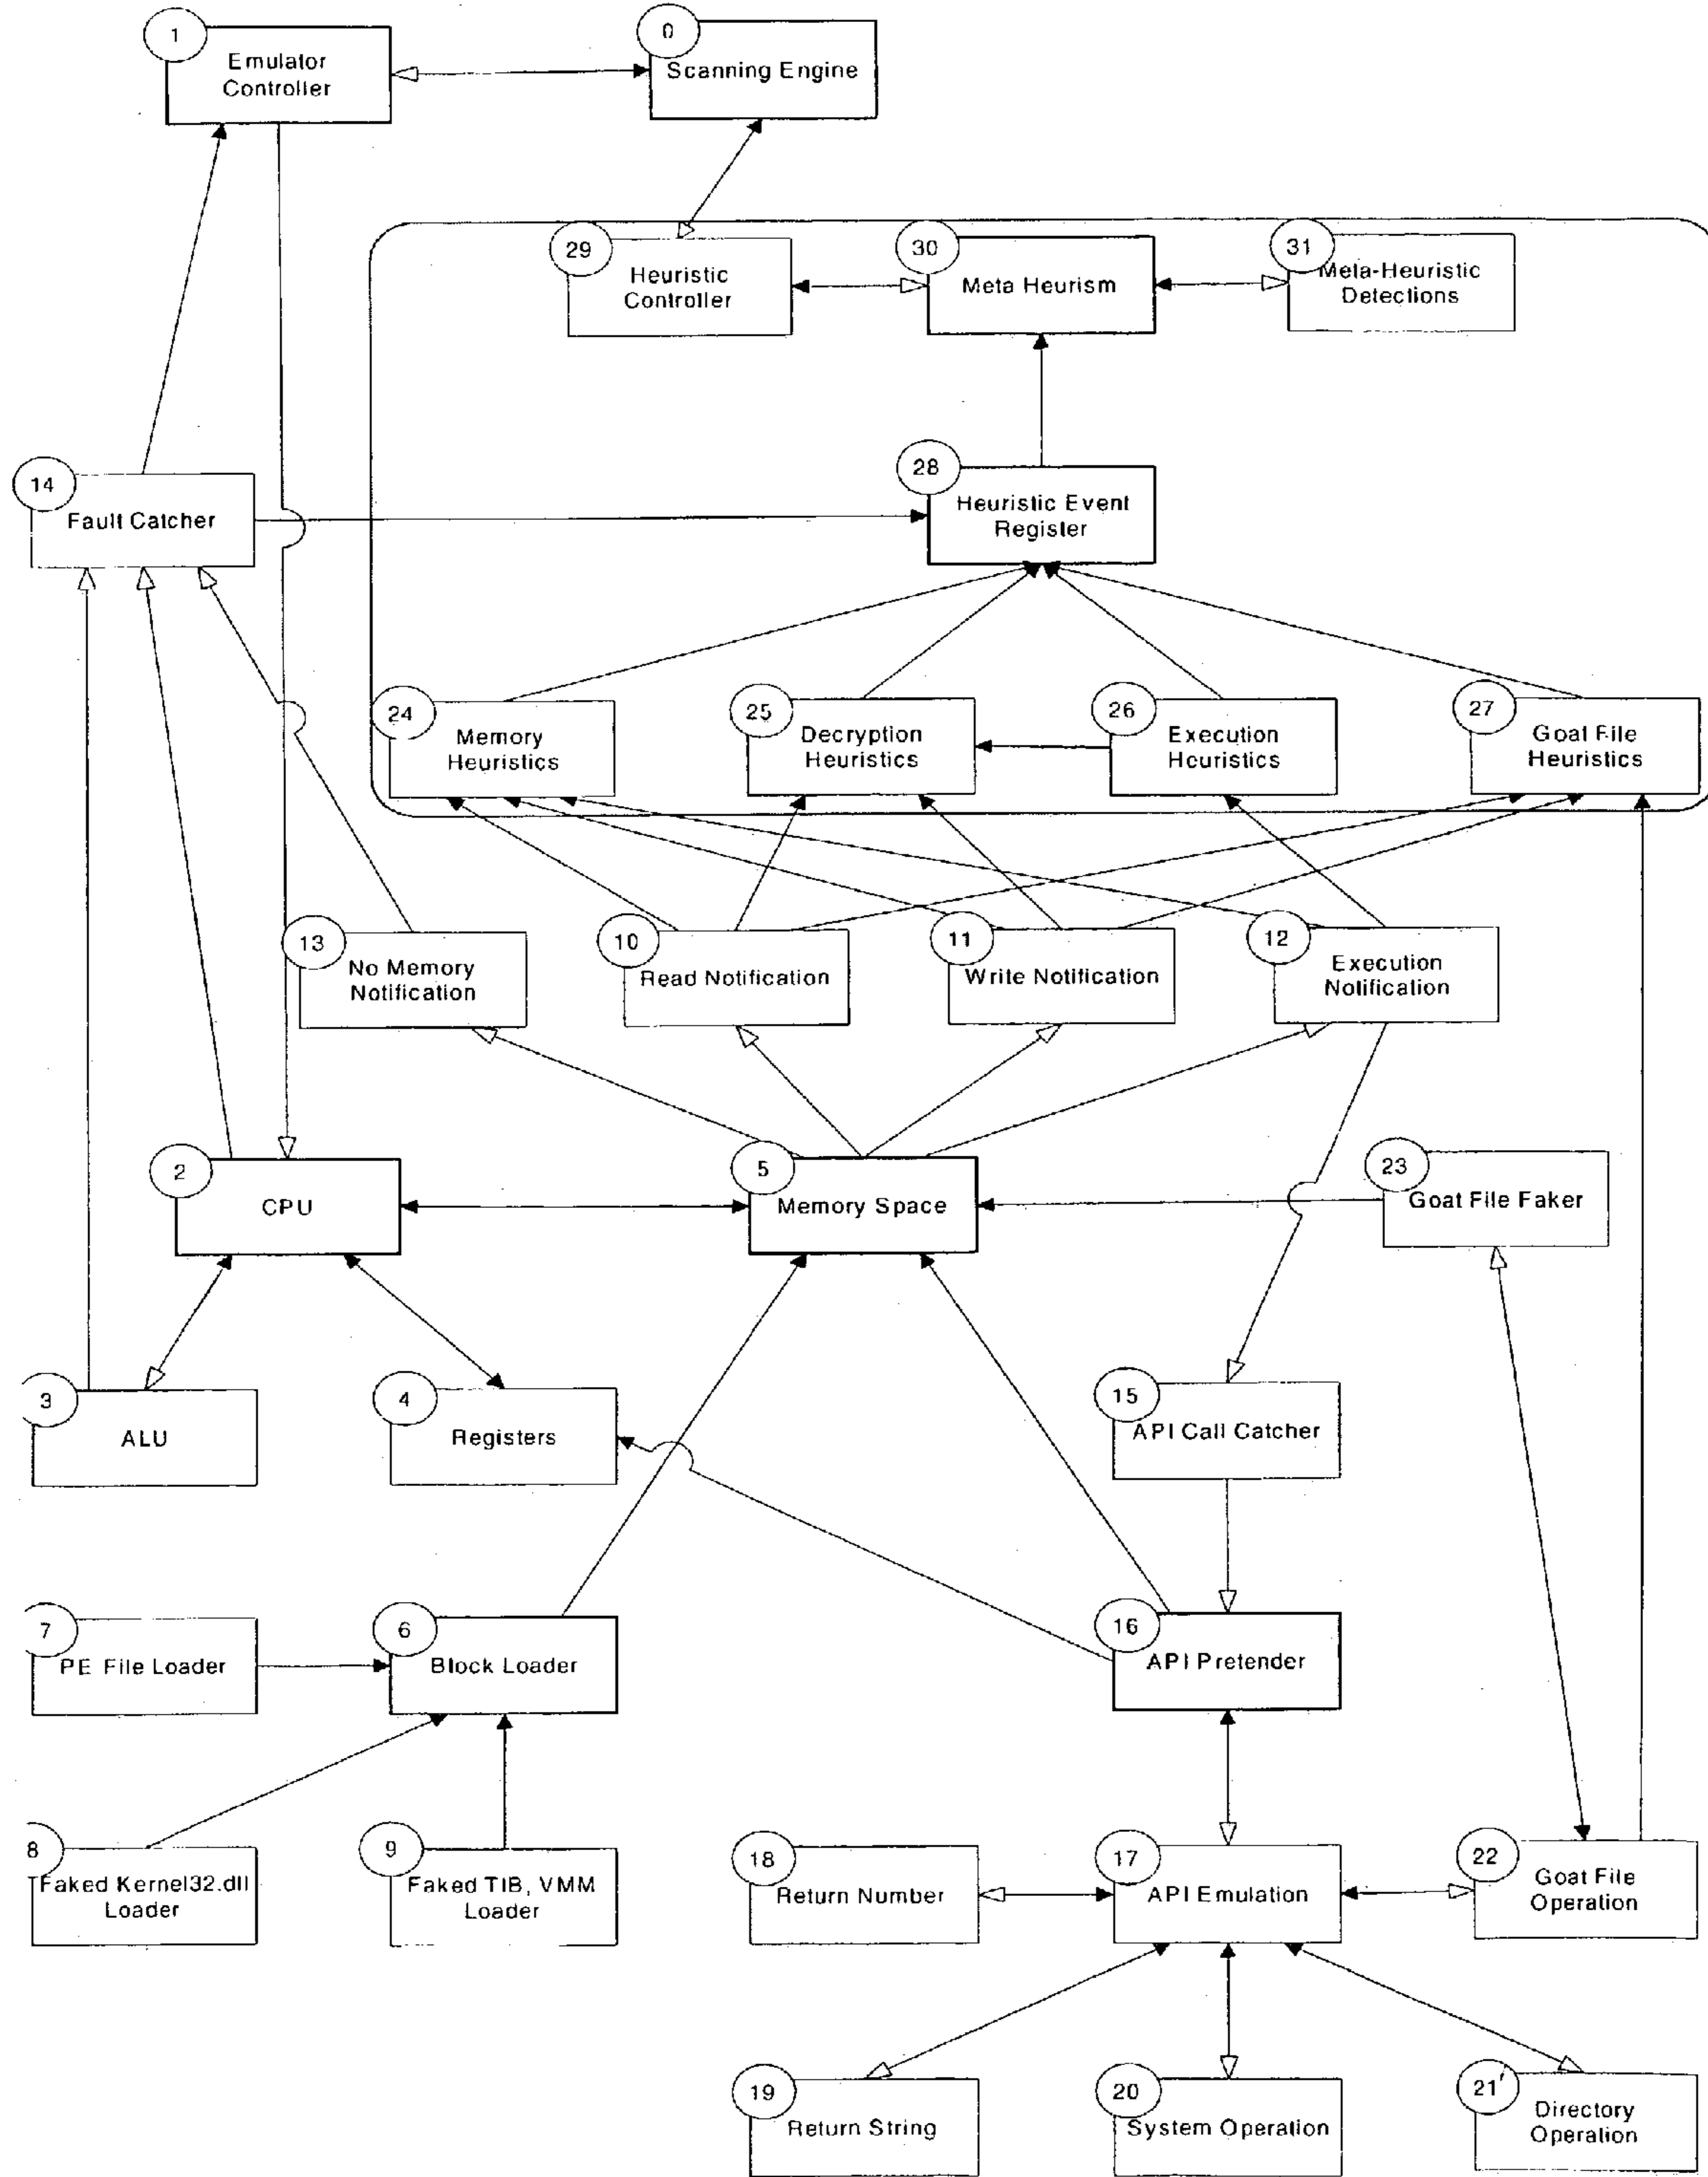 1
Emulator
Controller
0
Scanning Engine
29
Heuristic
Controller
30
Meta Heurism
31
Meta-Heuristic
Detections
14
Fault Catcher
28
Heuristic Event
Register
24
Memory
Heuristics
25
Decryption
Heuristics
26
Execution
Heuristics
27
Goat File
Heuristics
13
No Memory
Notification
10
Read Notification
11
Write Notification
12
Execution
Notification
2
CPU
5
Memory Space
23
Goat File Faker
3
ALU
4
Registers
15
API Call Catcher
7
PE File Loader
6
Block Loader
16
API Pretender
8
Faked Kernel32.dll
Loader
9
Faked TIB, VMM
Loader
18
Return Number
17
API Emulation
22
Goat File
Operation
19
Return String
20
System Operation
21'
Directory
Operation